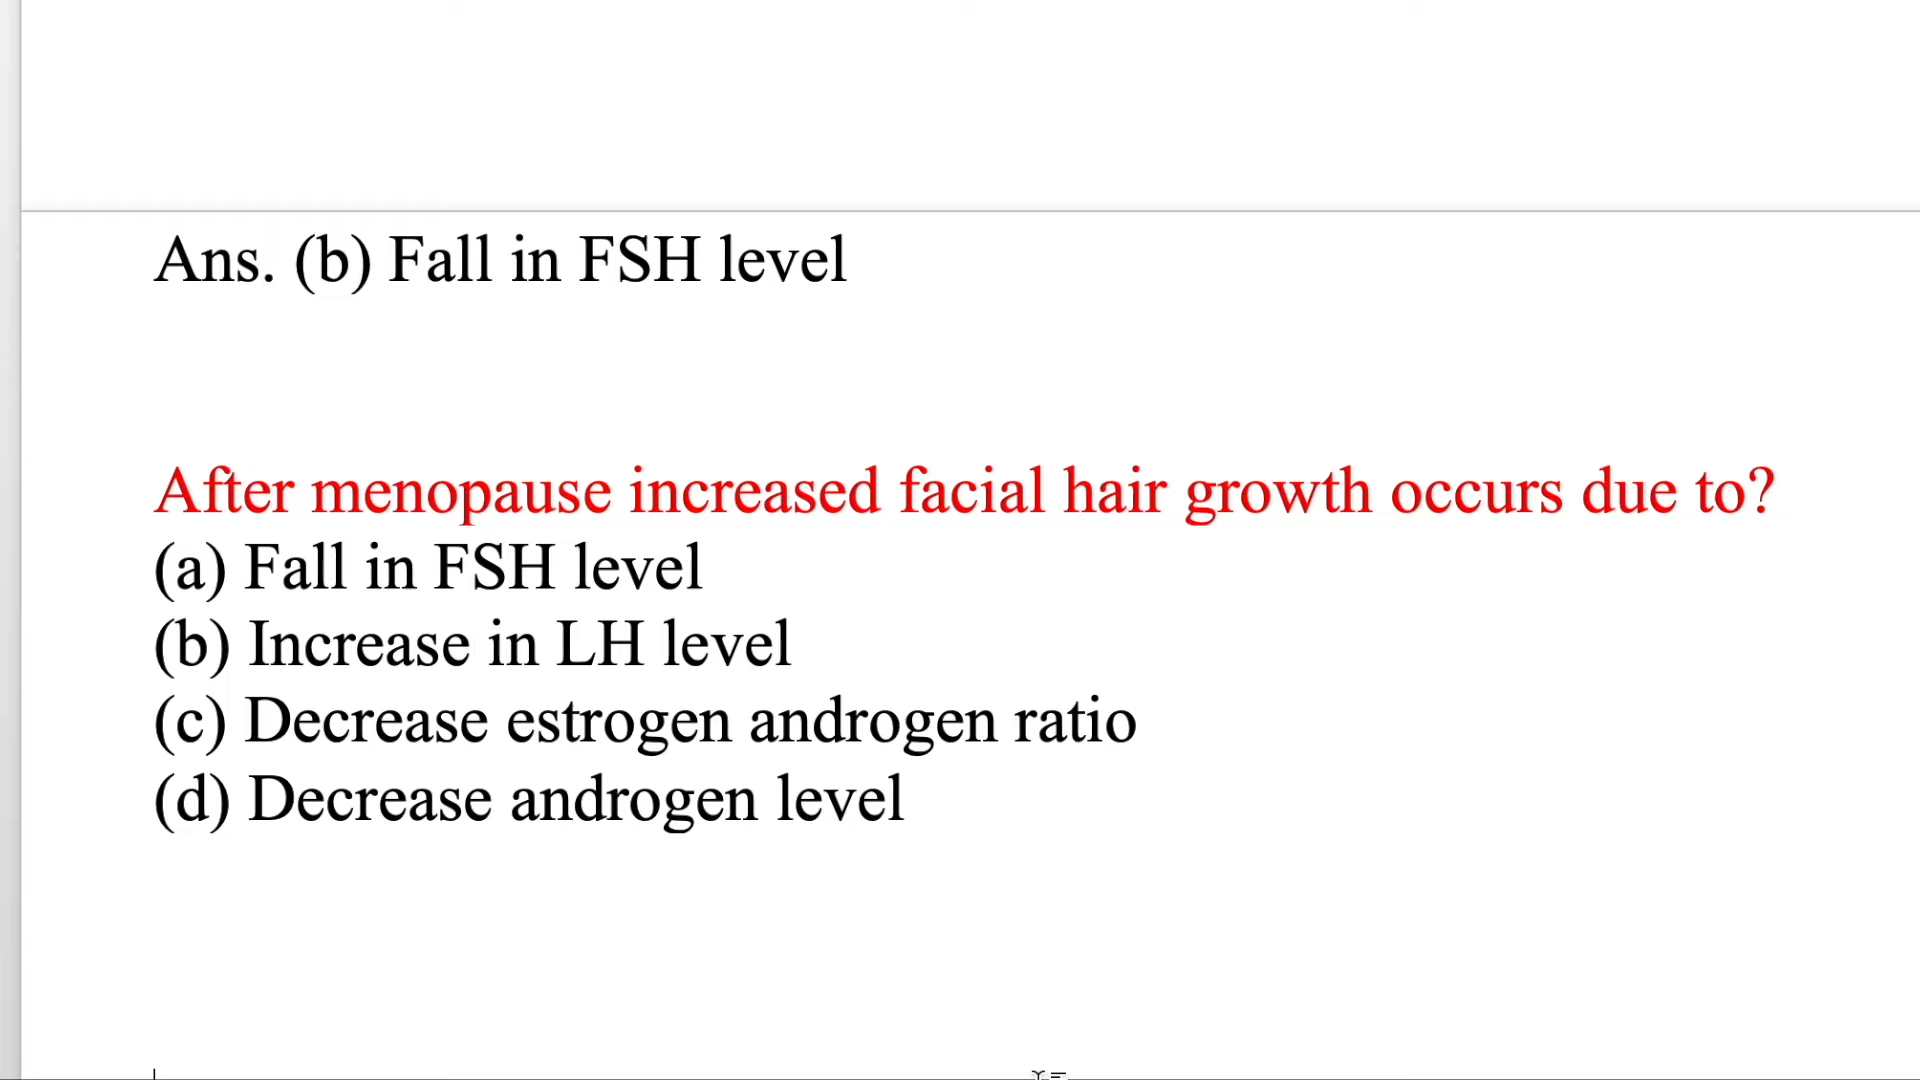 Ans. (b) Fall in FSH level
After menopause increased facial hair growth occurs due to?
(a) Fall in FSH level
(b) Increase in LH level
(c) Decrease estrogen androgen ratio
(d) Decrease androgen level